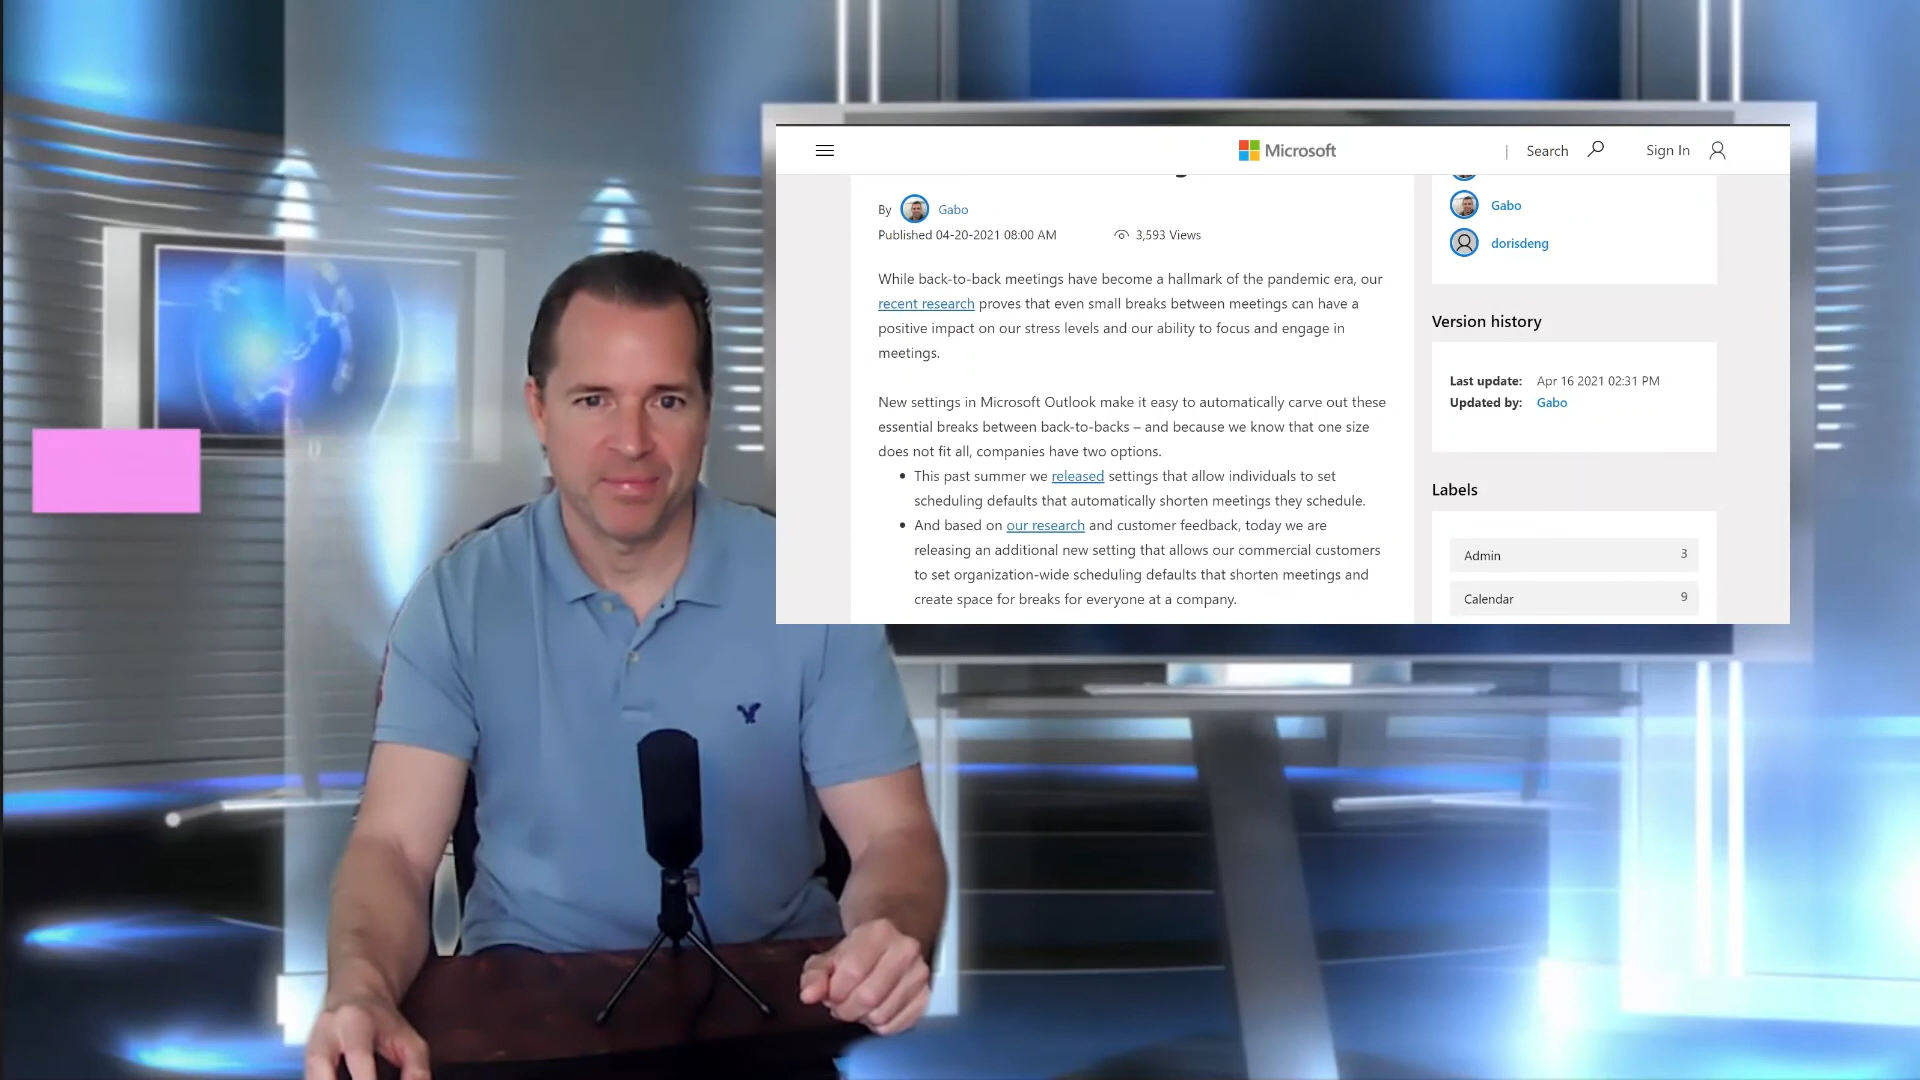 Microsoft
| Search
Sign In
By Gabo
Published 04-20-2021 08:00 AM
3,593 Views
While back-to-back meetings have become a hallmark of the pandemic era, our
recent research proves that even small breaks between meetings can have a
positive impact on our stress levels and our ability to focus and engage in
meetings.
New settings in Microsoft Outlook make it easy to automatically carve out these
essential breaks between back-to-backs – and because we know that one size
does not fit all, companies have two options.
• This past summer we released settings that allow individuals to set
scheduling defaults that automatically shorten meetings they schedule.
• And based on our research and customer feedback, today we are
releasing an additional new setting that allows our commercial customers
to set organization-wide scheduling defaults that shorten meetings and
create space for breaks for everyone at a company.
Gabo
dorisdeng
Version history
Last update: Apr 16 2021 02:31 PM
Updated by: Gabo
Labels
Admin 3
Calendar 9